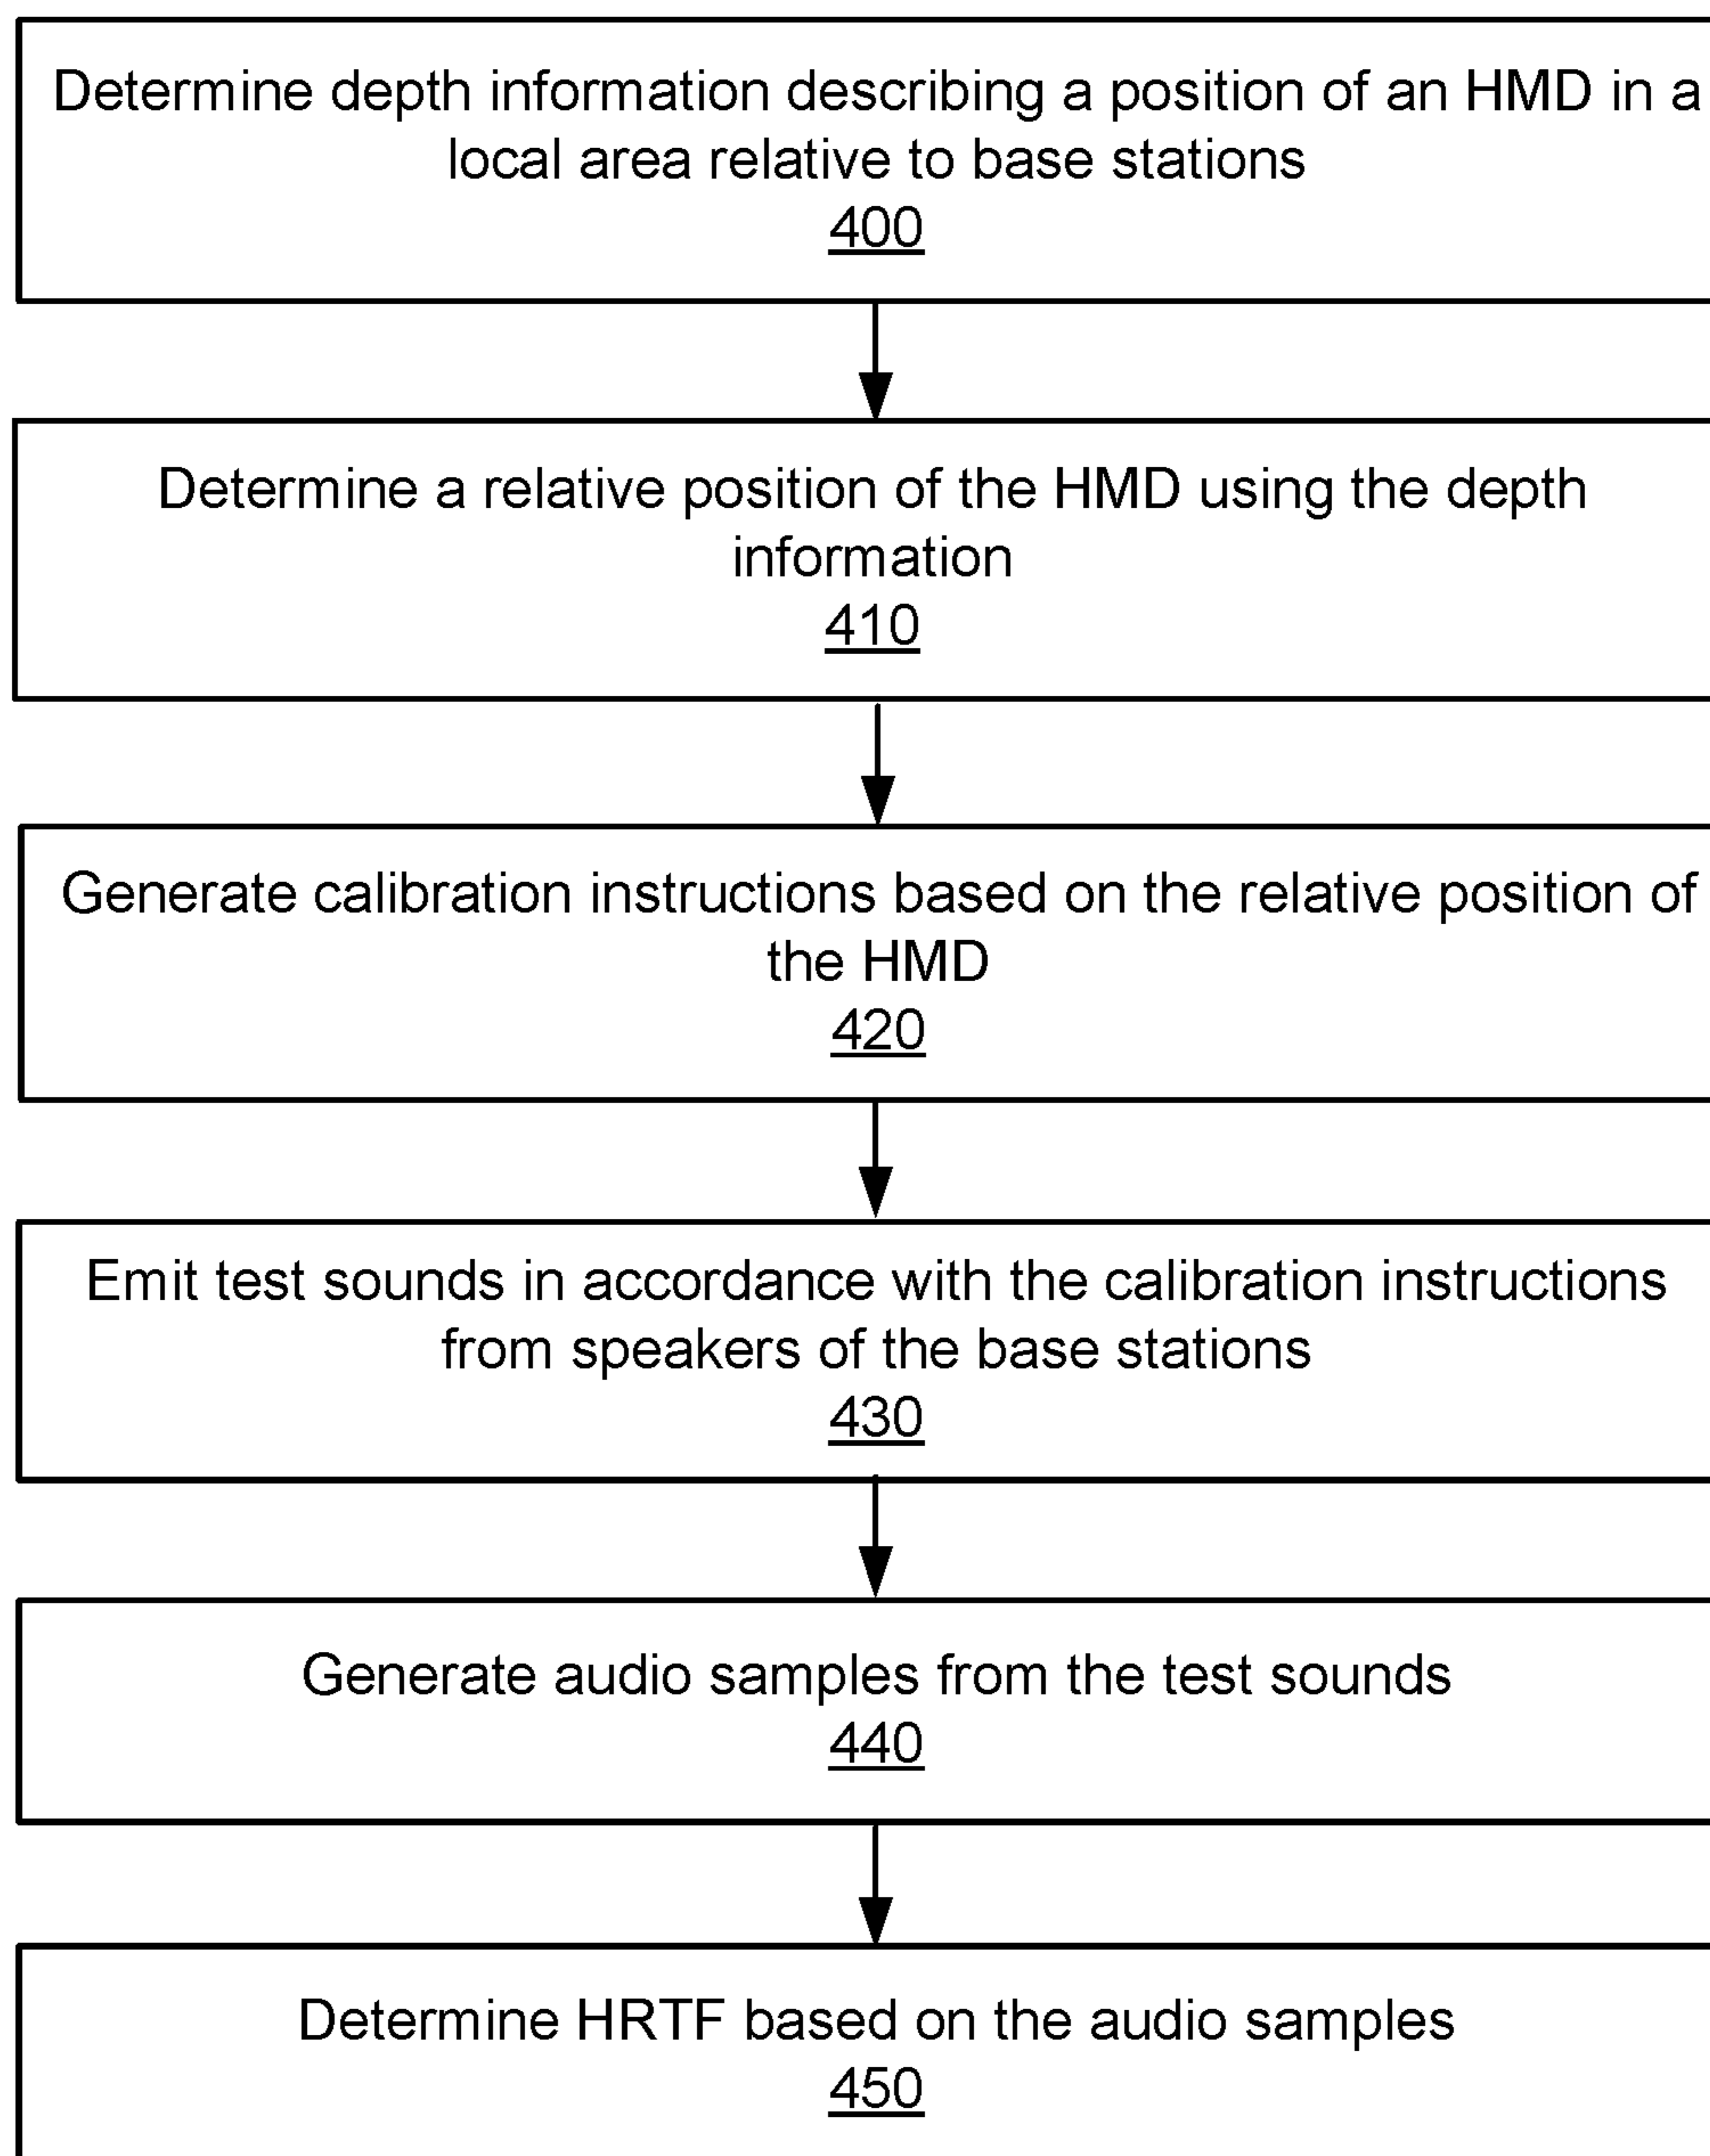 Determine depth information describing a position of an HMD in a
local area relative to base stations
400
Determine a relative position of the HMD using the depth
information
410
Generate calibration instructions based on the relative position of
the HMD
420
Emit test sounds in accordance with the calibration instructions
from speakers of the base stations
430
Generate audio samples from the test sounds
440
Determine HRTF based on the audio samples
450